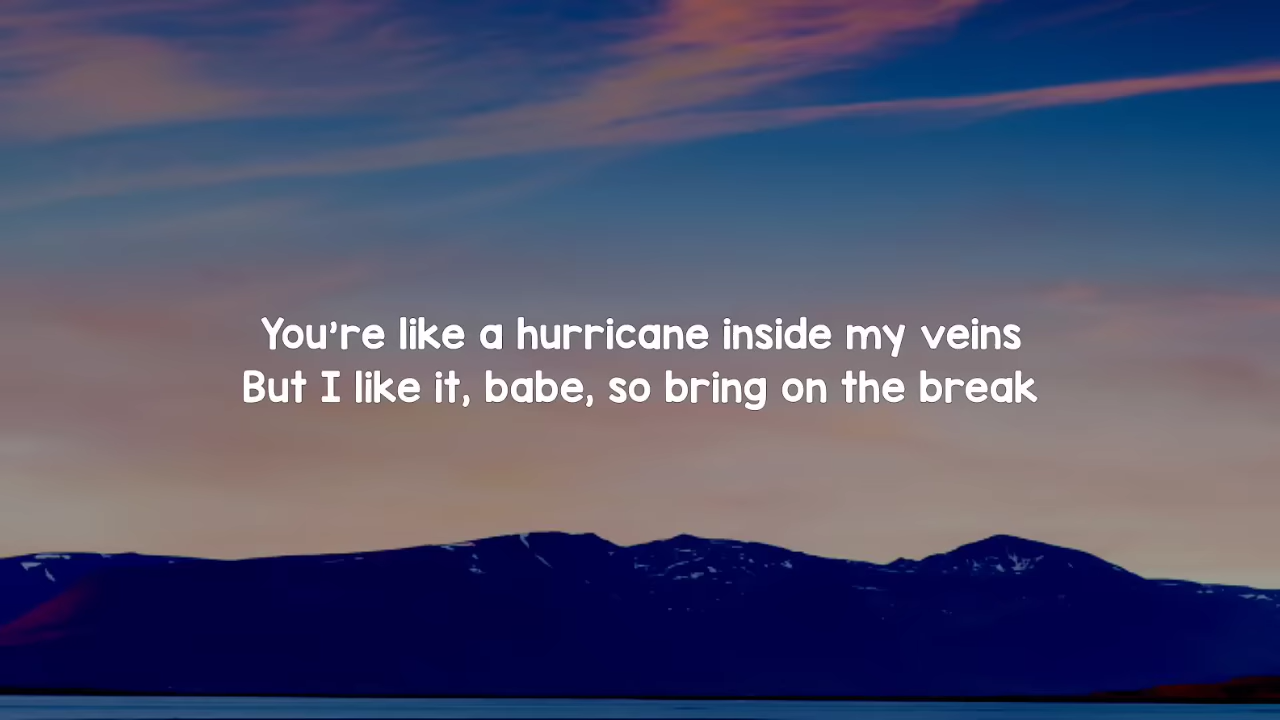 You're like a hurricane inside my veins
But I like it, babe, so bring on the break